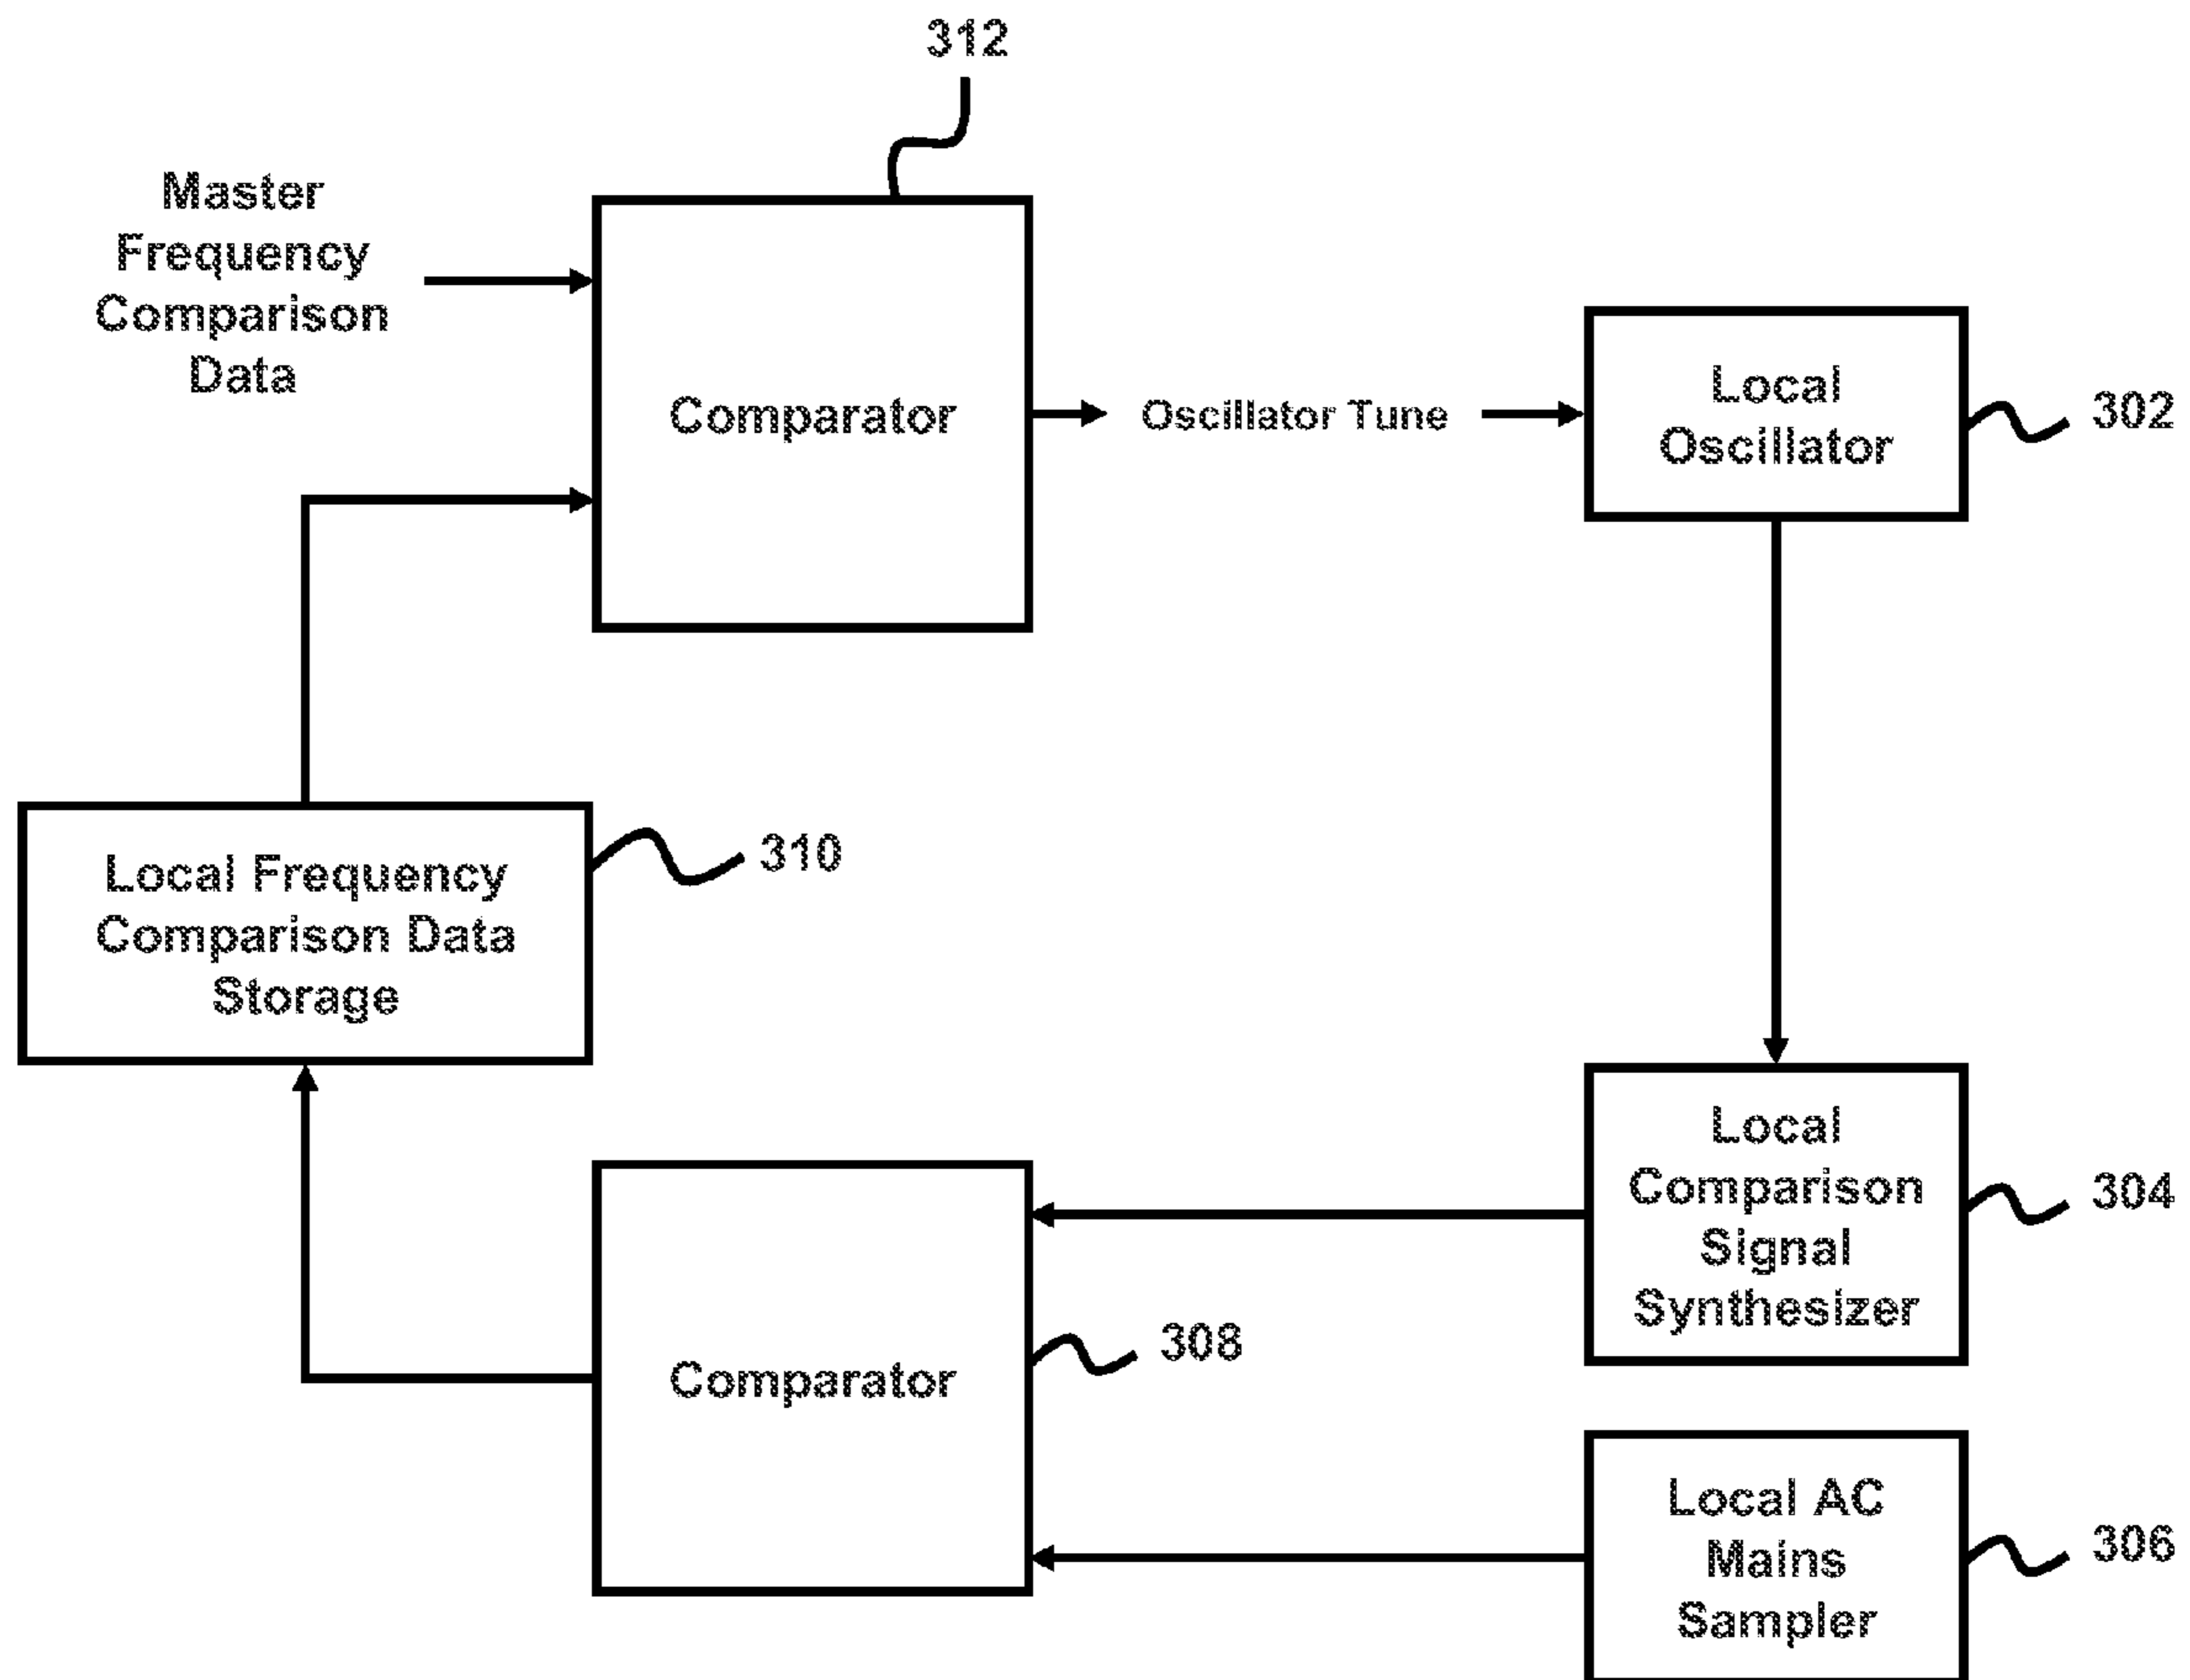 312
Master
Frequency
Comparison
Data
Comparator
Oscillator Tune
Local
Oscillator
302
Local Frequency
Comparison Data
Storage
310
Local
Comparison
Signal
Synthesizer
304
Comparator
308
Local AC
Mains
Sampler
306